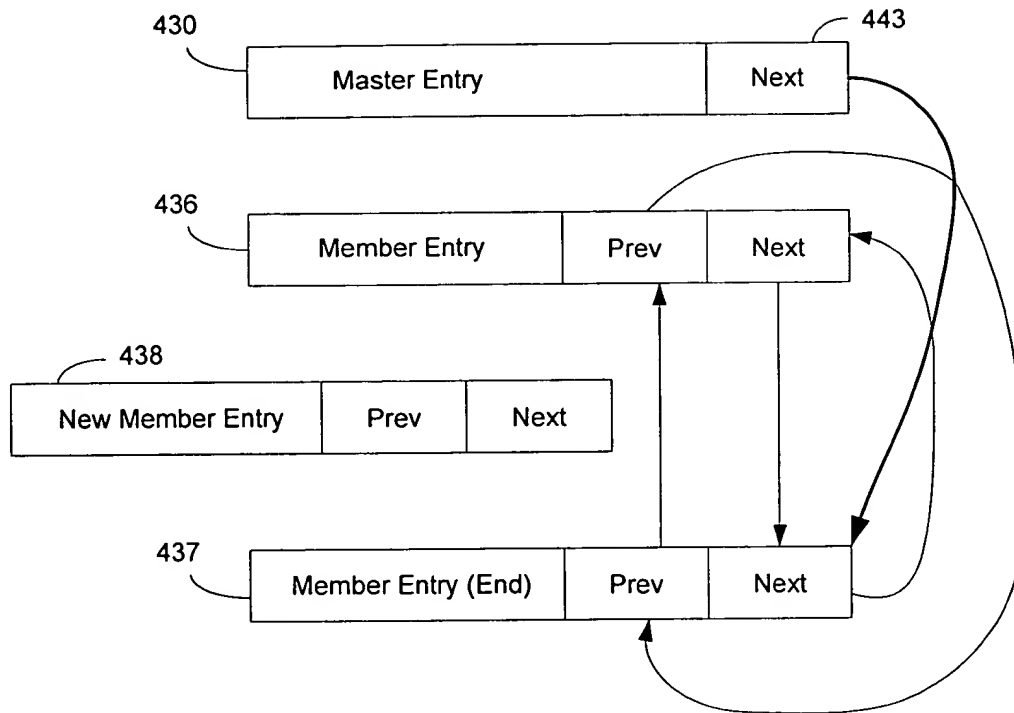 430
443
Master Entry Next
436
Member Entry Prev Next
438
New Member Entry Prev Next
437
Member Entry (End) Prev Next